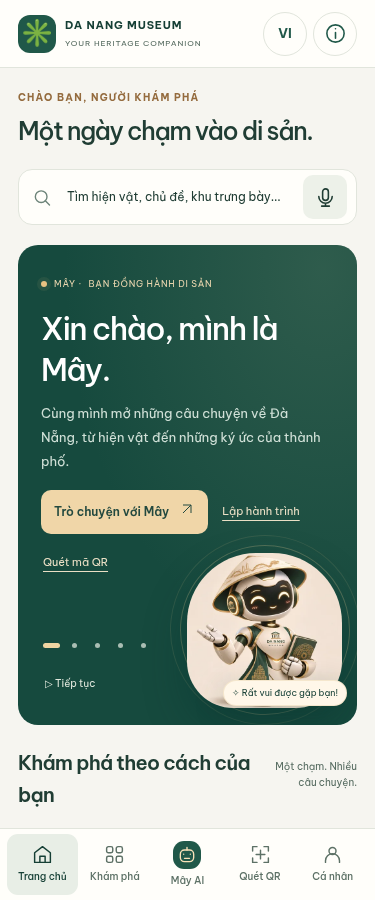 DA NANG MUSEUM
YOUR HERITAGE COMPANION
VI
CHÀO BẠN, NGƯỜI KHÁM PHÁ
Một ngày chạm vào di sản.
Tìm hiện vật, chủ đề, khu trưng bày...
MÂY · BẠN ĐỒNG HÀNH DI SẢN
Xin chào, mình là
Mây.
Cùng mình mở những câu chuyện về Đà
Nẵng, từ hiện vật đến những ký ức của thành
phố.
Trò chuyện với Mây
Lập hành trình
Quét mã QR
▷ Tiếp tục
✧ Rất vui được gặp bạn!
Khám phá theo cách của
bạn
Một chạm. Nhiều
câu chuyện.
Trang chủ
Khám phá
Mây AI
Quét QR
Cá nhân